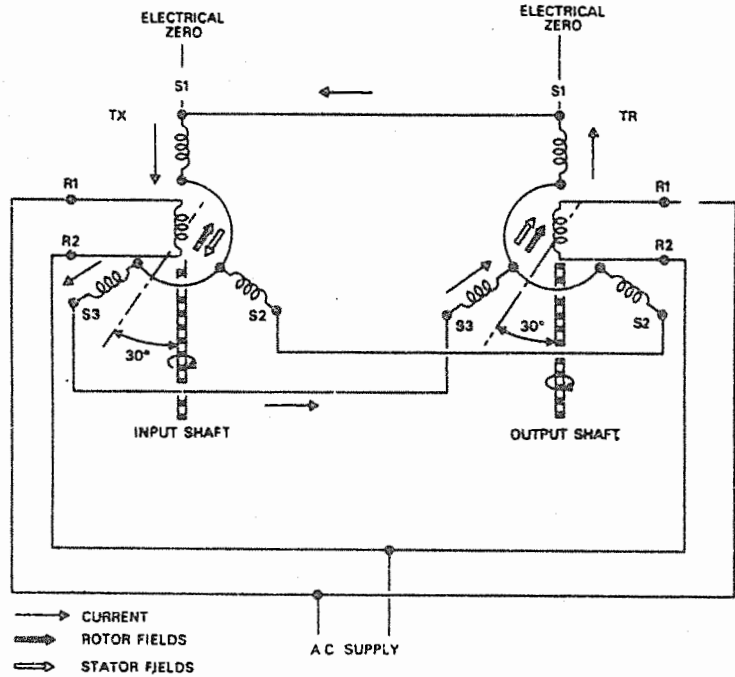 ELECTRICAL
ZERO
ELECTRICAL
ZERO
S1
S1
TX
TR
R1
R1
R2
R2
S3
S2
S3
S2
30°
30°
INPUT SHAFT
OUTPUT SHAFT
CURRENT
ROTOR FIELDS
STATOR FIELDS
AC SUPPLY